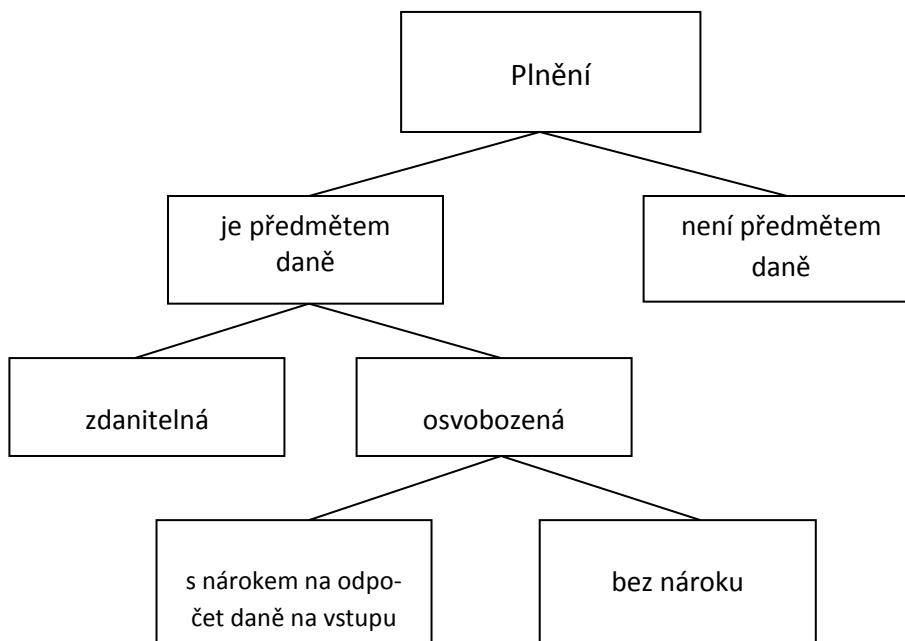 Plnění
je předmětem
daně
není předmětem
daně
zdanitelná
osvobozená
s nárokem na odpo-
čet daně na vstupu
bez nároku